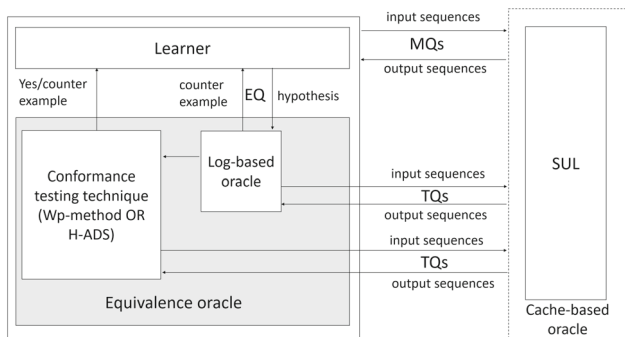 input sequences
MQs
output sequences
Learner
Yes/counter
example
counter
example
EQ
hypothesis
Conformance
testing technique
(Wp-method OR
H-ADS)
Log-based
oracle
Equivalence oracle
input sequences
TQs
output sequences
input sequences
TQs
output sequences
SUL
Cache-based
oracle